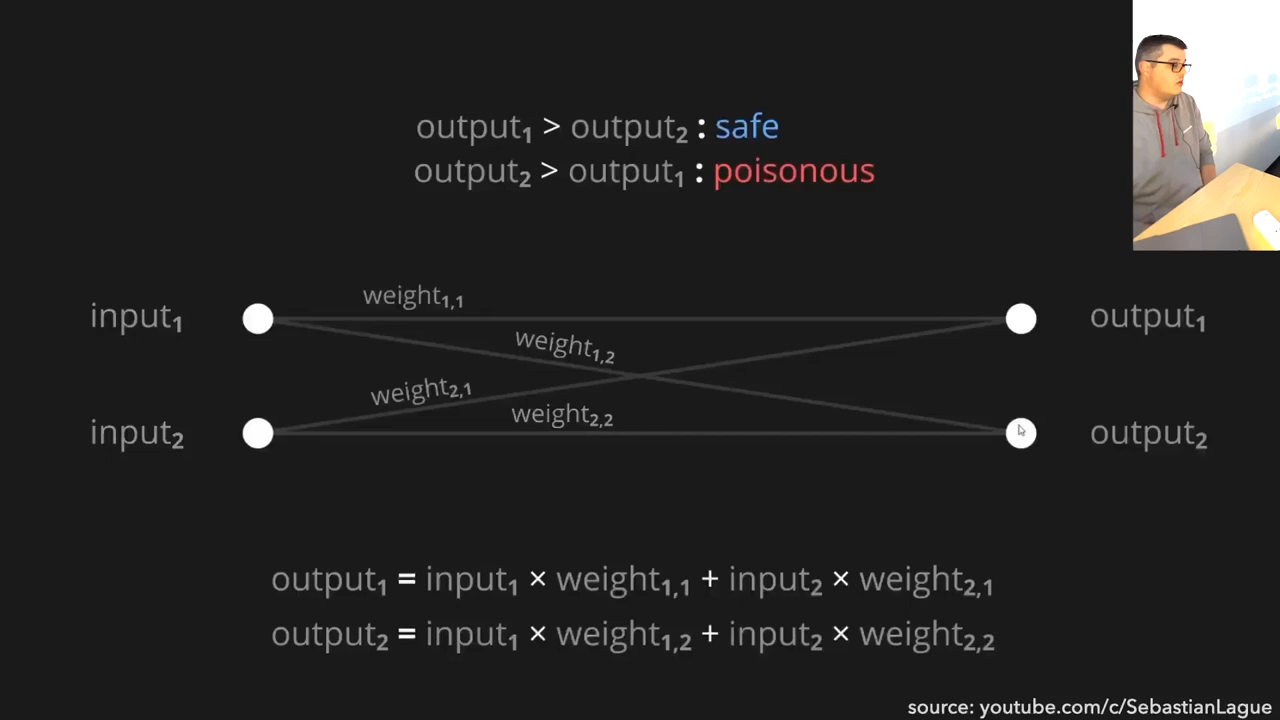 output₁ > output₂ : safe
output₂ > output₁ : poisonous
input₁
weight₁,₁
output₁
weight₁,₂
weight₂,₁
weight₂,₂
input₂
output₂
output₁ = input₁ × weight₁,₁ + input₂ × weight₂,₁
output₂ = input₁ × weight₁,₂ + input₂ × weight₂,₂
source: youtube.com/c/SebastianLague